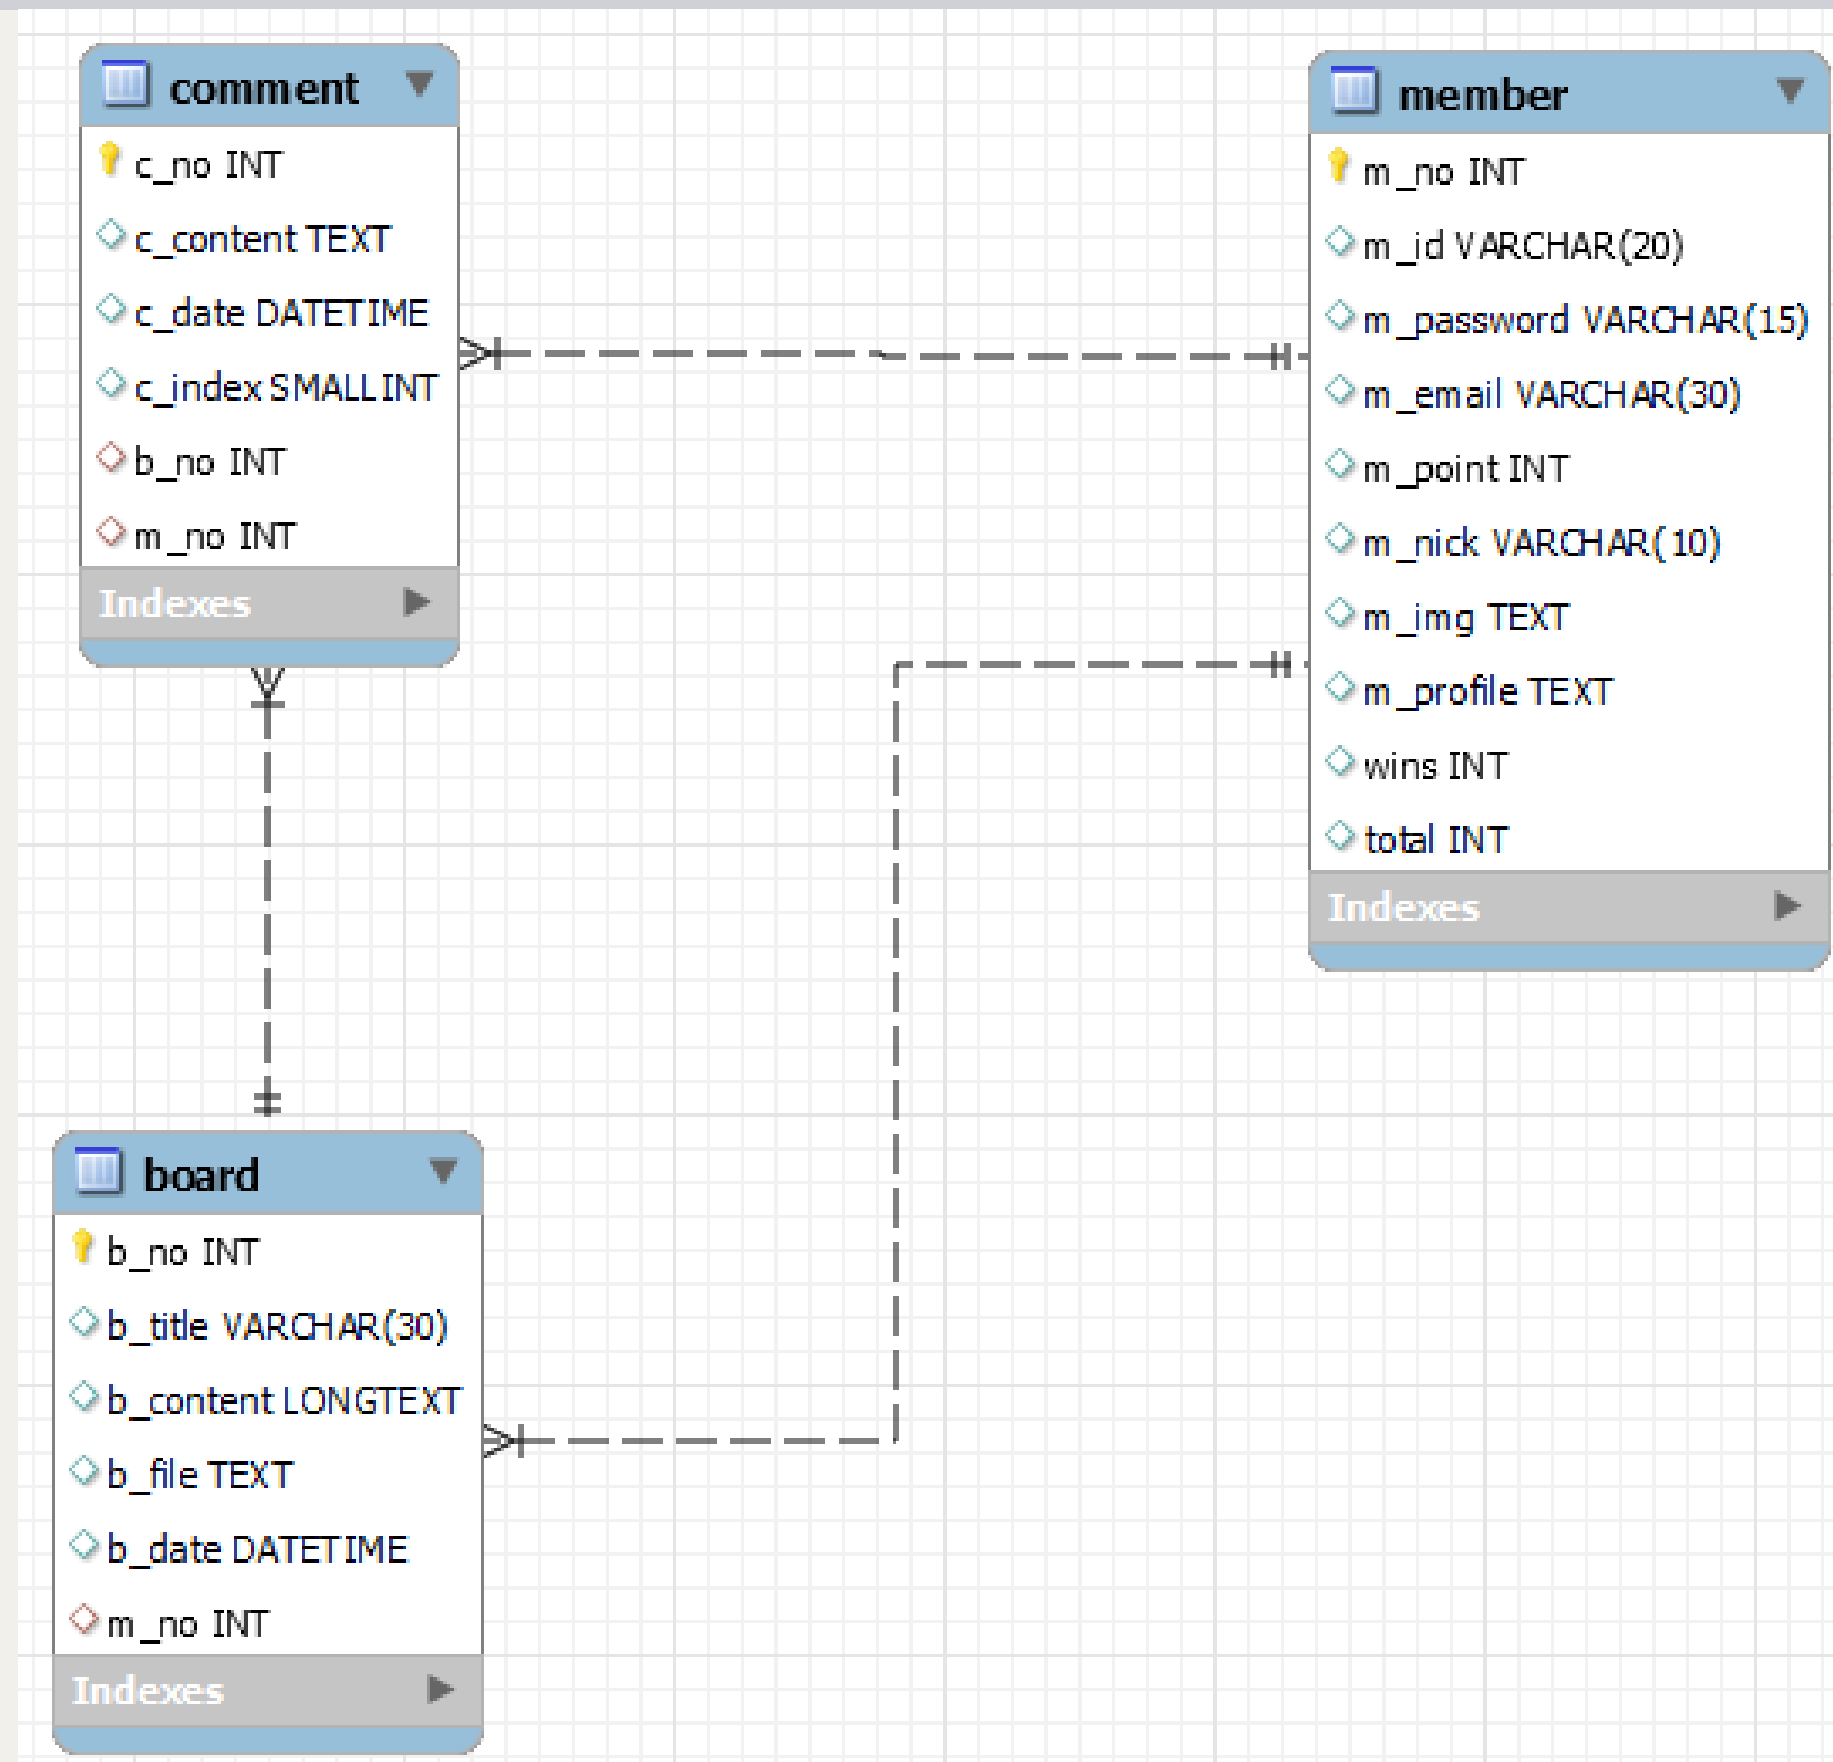 comment
c_no INT
c_content TEXT
c_date DATETIME
c_index SMALLINT
b_no INT
m_no INT
Indexes
member
m_no INT
m_id VARCHAR(20)
m_password VARCHAR(15)
m_email VARCHAR(30)
m_point INT
m_nick VARCHAR(10)
m_img TEXT
m_profile TEXT
wins INT
total INT
Indexes
board
b_no INT
b_title VARCHAR(30)
b_content LONGTEXT
b_file TEXT
b_date DATETIME
m_no INT
Indexes